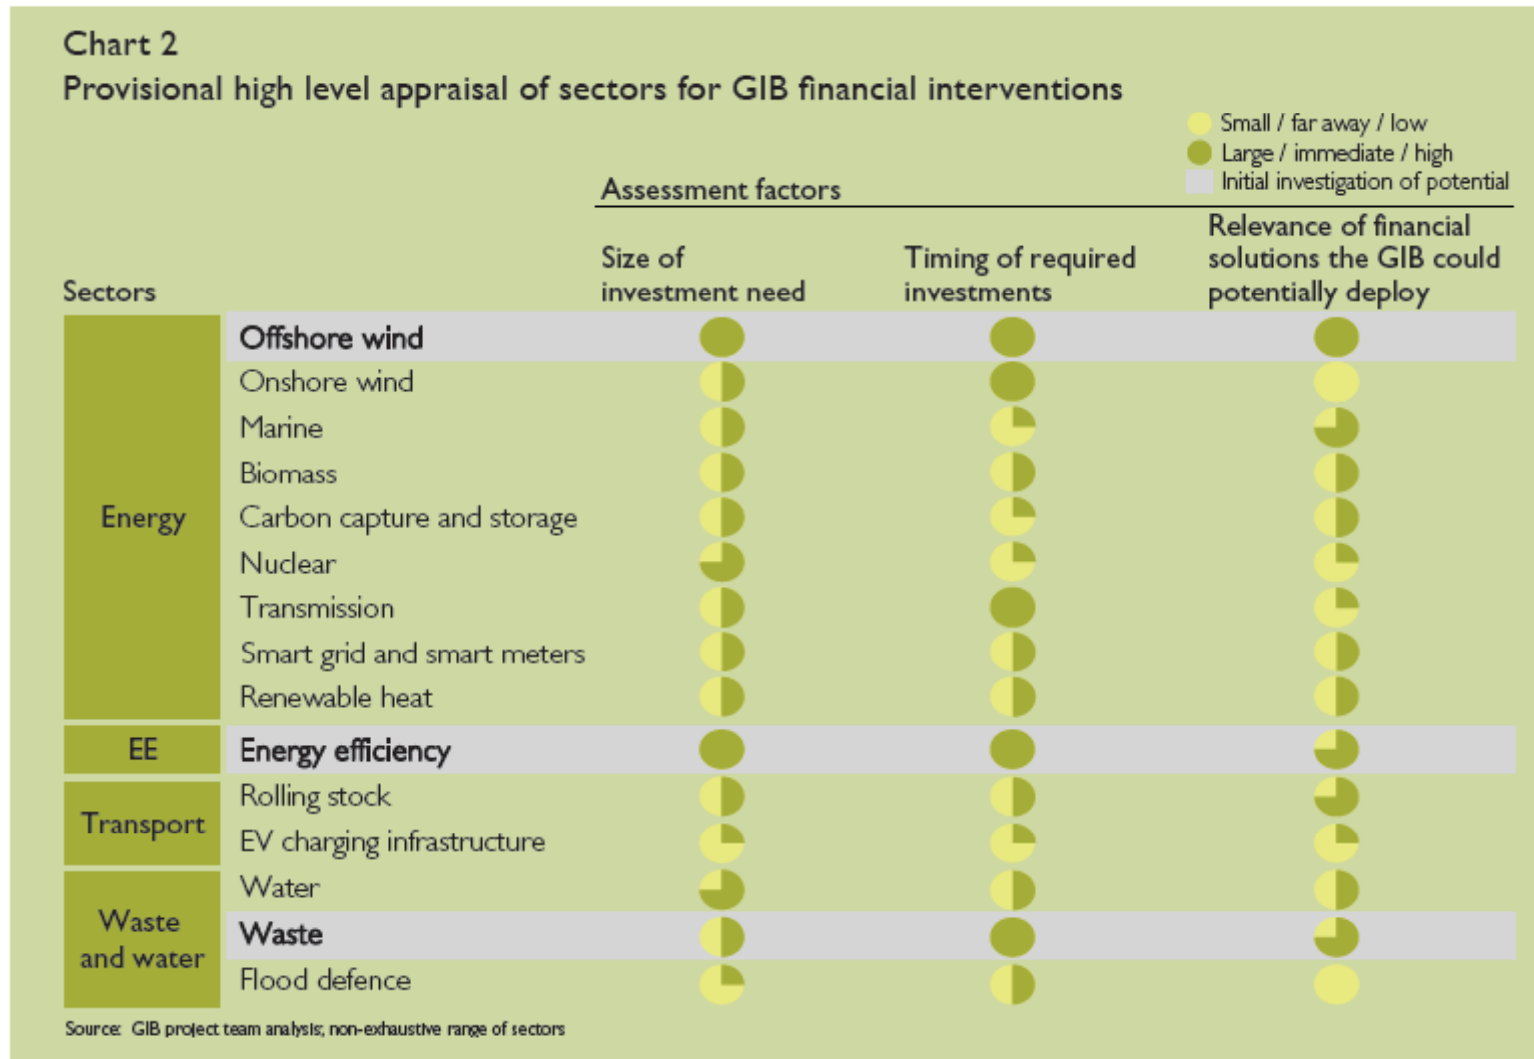 Chart 2
Provisional high level appraisal of sectors for GIB financial interventions
Small / far away / low
Large / immediate / high
Initial investigation of potential
Assessment factors
Sectors
Size of
investment need
Timing of required
investments
Relevance of financial
solutions the GIB could
potentially deploy
Energy
Offshore wind
Onshore wind
Marine
Biomass
Carbon capture and storage
Nuclear
Transmission
Smart grid and smart meters
Renewable heat
EE
Energy efficiency
Transport
Rolling stock
EV charging infrastructure
Waste
and water
Water
Waste
Flood defence
Source: GIB project team analysis; non-exhaustive range of sectors